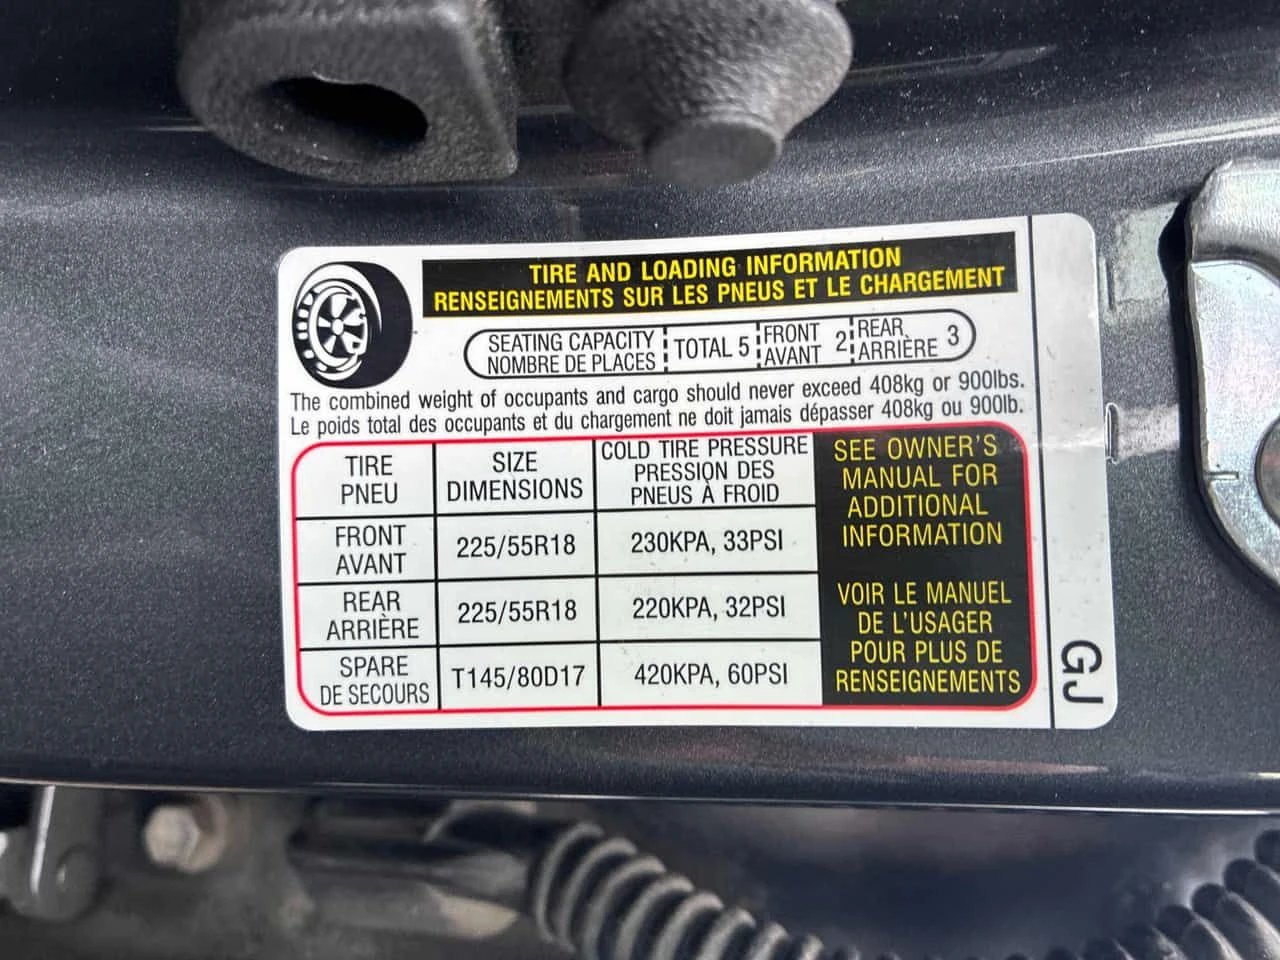 TIRE AND LOADING INFORMATION
RENSEIGNEMENTS SUR LES PNEUS ET LE CHARGEMENT
SEATING CAPACITY
NOMBRE DE PLACES
TOTAL 5
FRONT
AVANT
2
REAR
ARRIÈRE
3
The combined weight of occupants and cargo should never exceed 408kg or 900lbs.
Le poids total des occupants et du chargement ne doit jamais dépasser 408kg ou 900lb.
TIRE
PNEU
SIZE
DIMENSIONS
COLD TIRE PRESSURE
PRESSION DES
PNEUS À FROID
FRONT
AVANT
225/55R18
230KPA, 33PSI
REAR
ARRIÈRE
225/55R18
220KPA, 32PSI
SPARE
DE SECOURS
T145/80D17
420KPA, 60PSI
SEE OWNER'S
MANUAL FOR
ADDITIONAL
INFORMATION
VOIR LE MANUEL
DE L'USAGER
POUR PLUS DE
RENSEIGNEMENTS
GJ